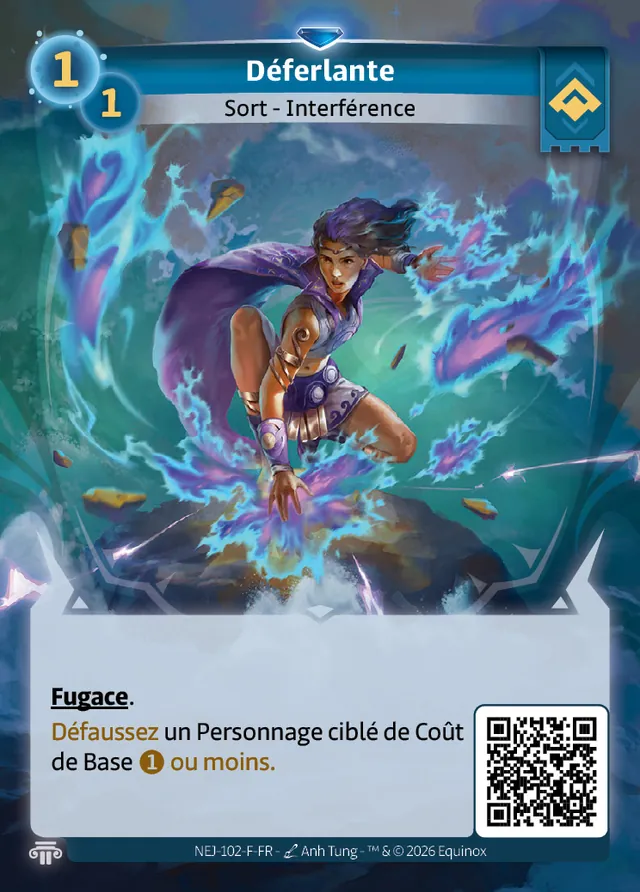 1
1
Déferlante
Sort - Interférence
Fugace.
Défaussez un Personnage ciblé de Coût
de Base 1 ou moins.
NEJ-102-F-FR - Anh Tung - ™ & © 2026 Equinox